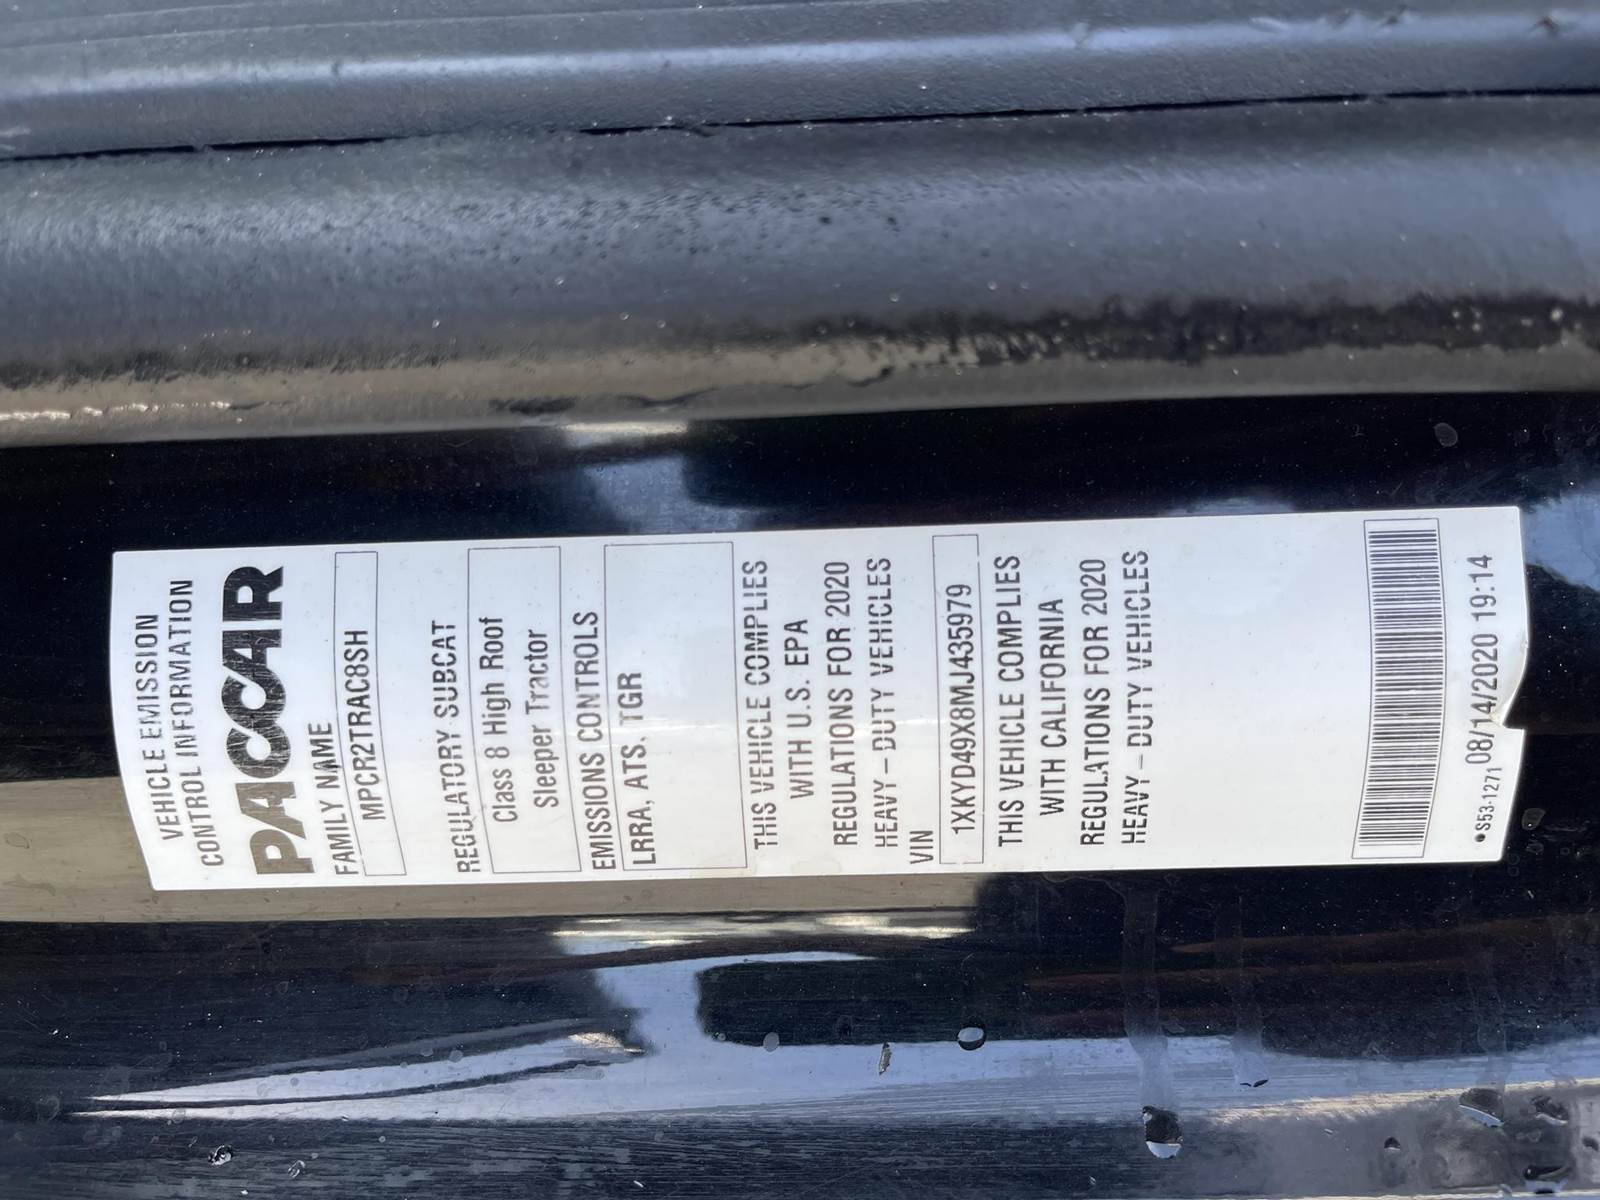 VEHICLE EMISSION
CONTROL INFORMATION
PACCAR
FAMILY NAME
MPCR2TRAC8SH
REGULATORY SUBCAT
Class 8 High Roof
Sleeper Tractor
EMISSIONS CONTROLS
LRRA, ATS, TGR
THIS VEHICLE COMPLIES
WITH U.S. EPA
REGULATIONS FOR 2020
HEAVY – DUTY VEHICLES
VIN
1XKYD49X8MJ435979
THIS VEHICLE COMPLIES
WITH CALIFORNIA
REGULATIONS FOR 2020
HEAVY – DUTY VEHICLES
•S53-1271 08/14/2020 19:14